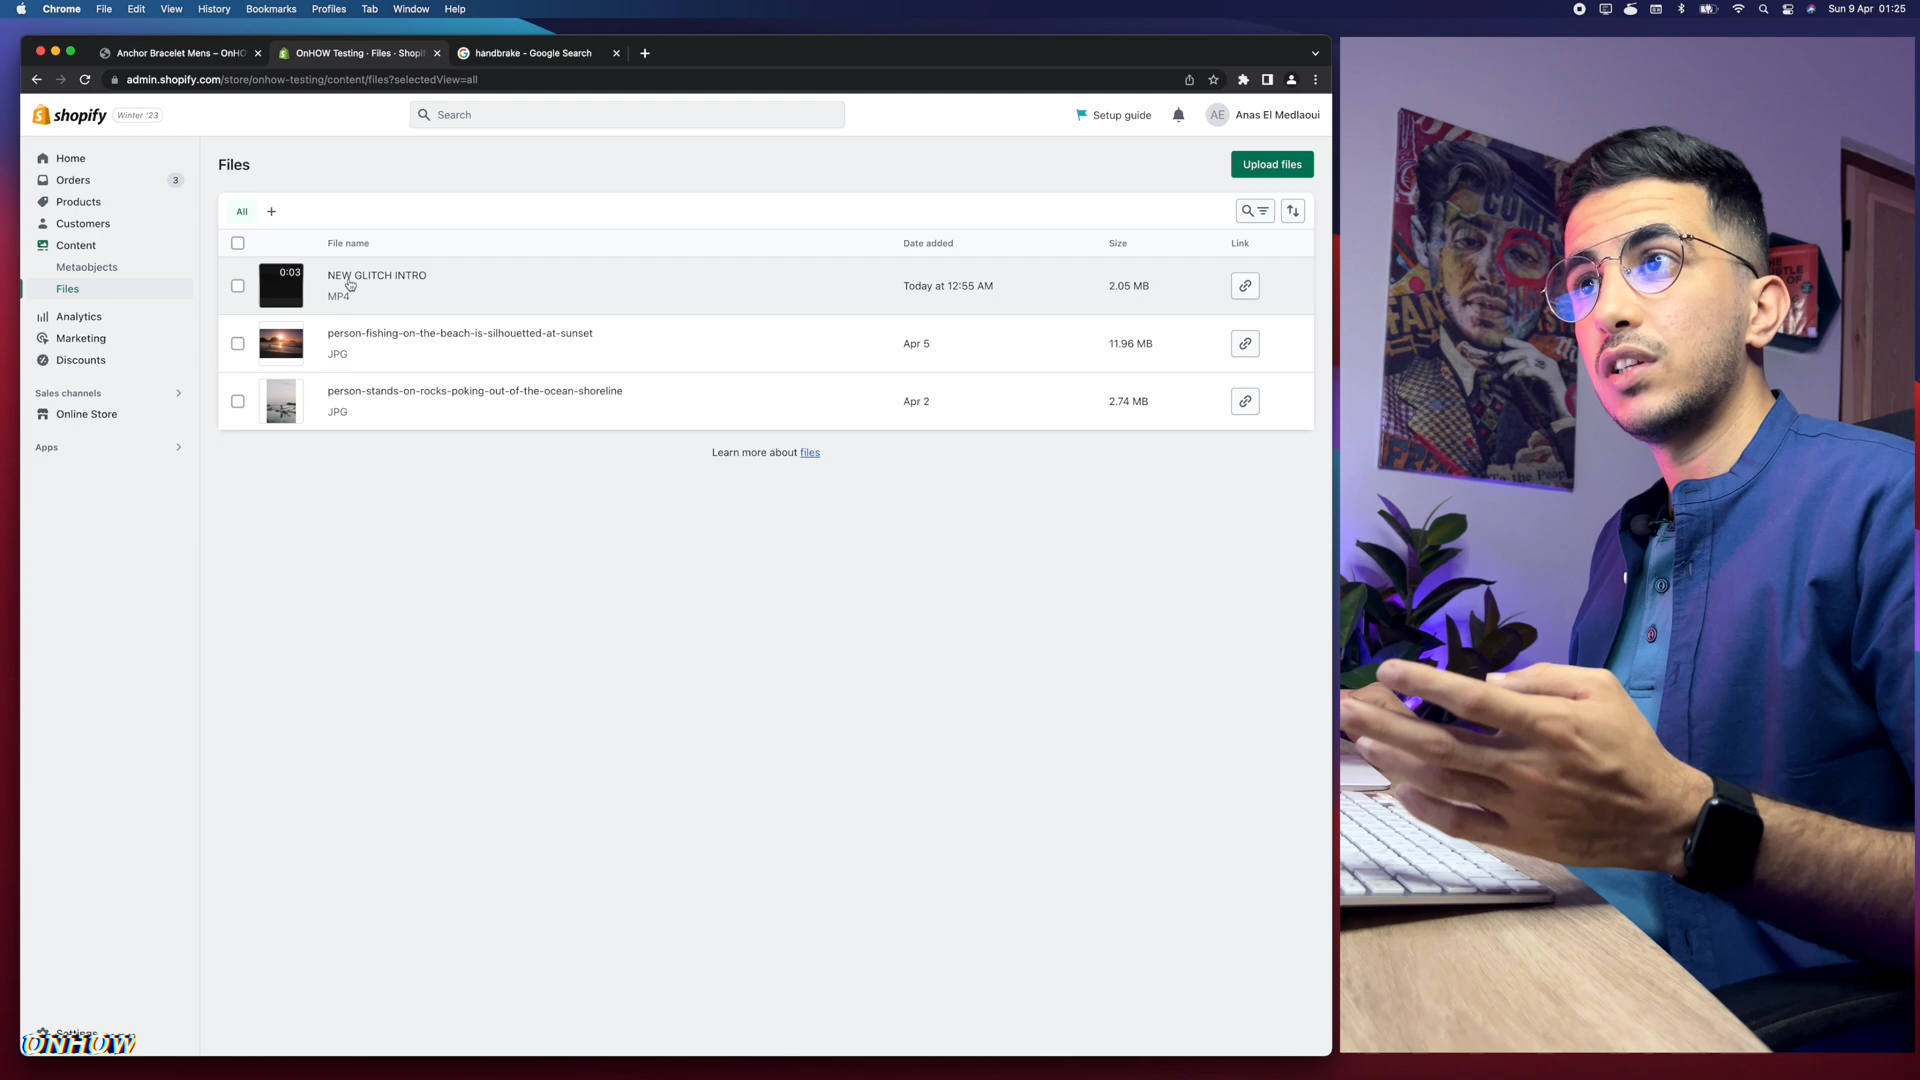 Chrome File Edit View History Bookmarks Profiles Tab Window Help
Sun 9 Apr 01:25
Anchor Bracelet Mens – OnHO
OnHOW Testing · Files · Shopif
handbrake - Google Search
admin.shopify.com/store/onhow-testing/content/files?selectedView=all
shopify
Winter '23
Search
Setup guide
AE
Anas El Medlaoui
Home
Orders
3
Products
Customers
Content
Metaobjects
Files
Analytics
Marketing
Discounts
Sales channels
Online Store
Apps
Settings
ONHOW
Files
Upload files
All
File name
Date added
Size
Link
0:03
NEW GLITCH INTRO
MP4
Today at 12:55 AM
2.05 MB
person-fishing-on-the-beach-is-silhouetted-at-sunset
JPG
Apr 5
11.96 MB
person-stands-on-rocks-poking-out-of-the-ocean-shoreline
JPG
Apr 2
2.74 MB
Learn more about files